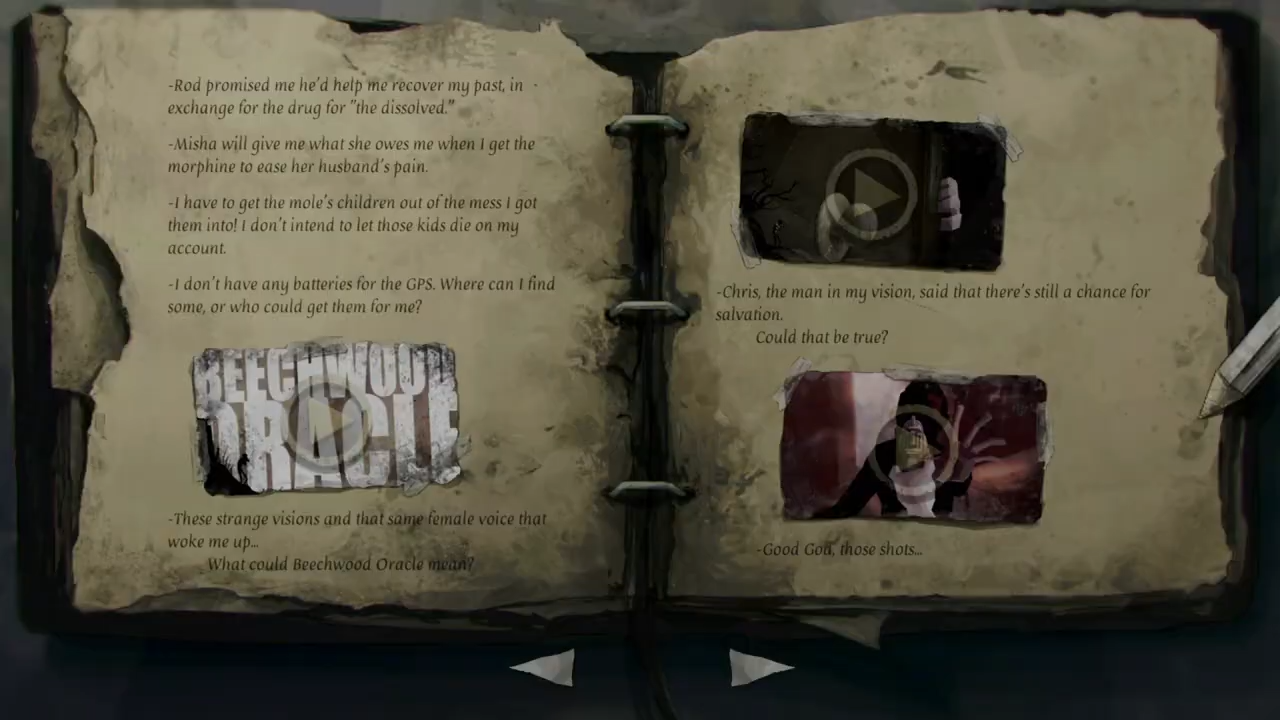 -Rod promised me he'd help me recover my past, in
exchange for the drug for "the dissolved."
-Misha will give me what she owes me when I get the
morphine to ease her husband's pain.
-I have to get the mole's children out of the mess I got
them into! I don't intend to let those kids die on my
account.
-I don't have any batteries for the GPS. Where can I find
some, or who could get them for me?
BEECHWOOD
ORACLE
-These strange visions and that same female voice that
woke me up...
What could Beechwood Oracle mean?
-Chris, the man in my vision, said that there's still a chance for
salvation.
Could that be true?
-Good God, those shots...